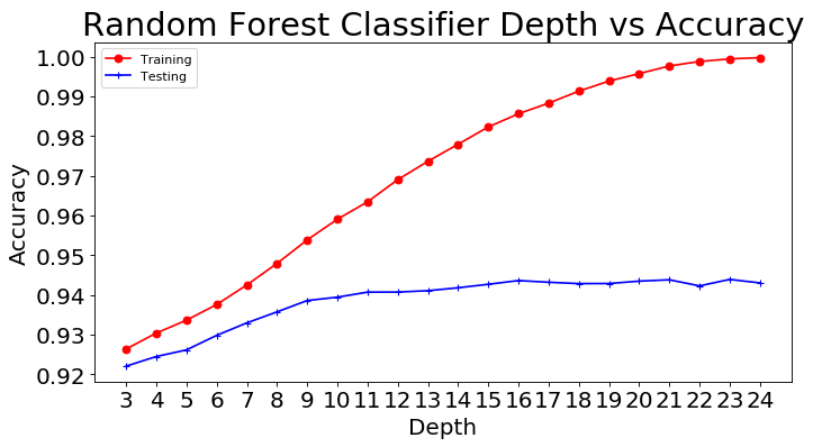 Random Forest Classifier Depth vs Accuracy
Training
Testing
1.00
0.99
0.98
0.97
0.96
0.95
0.94
0.93
0.92
Accuracy
3 4 5 6 7 8 9 10 11 12 13 14 15 16 17 18 19 20 21 22 23 24
Depth